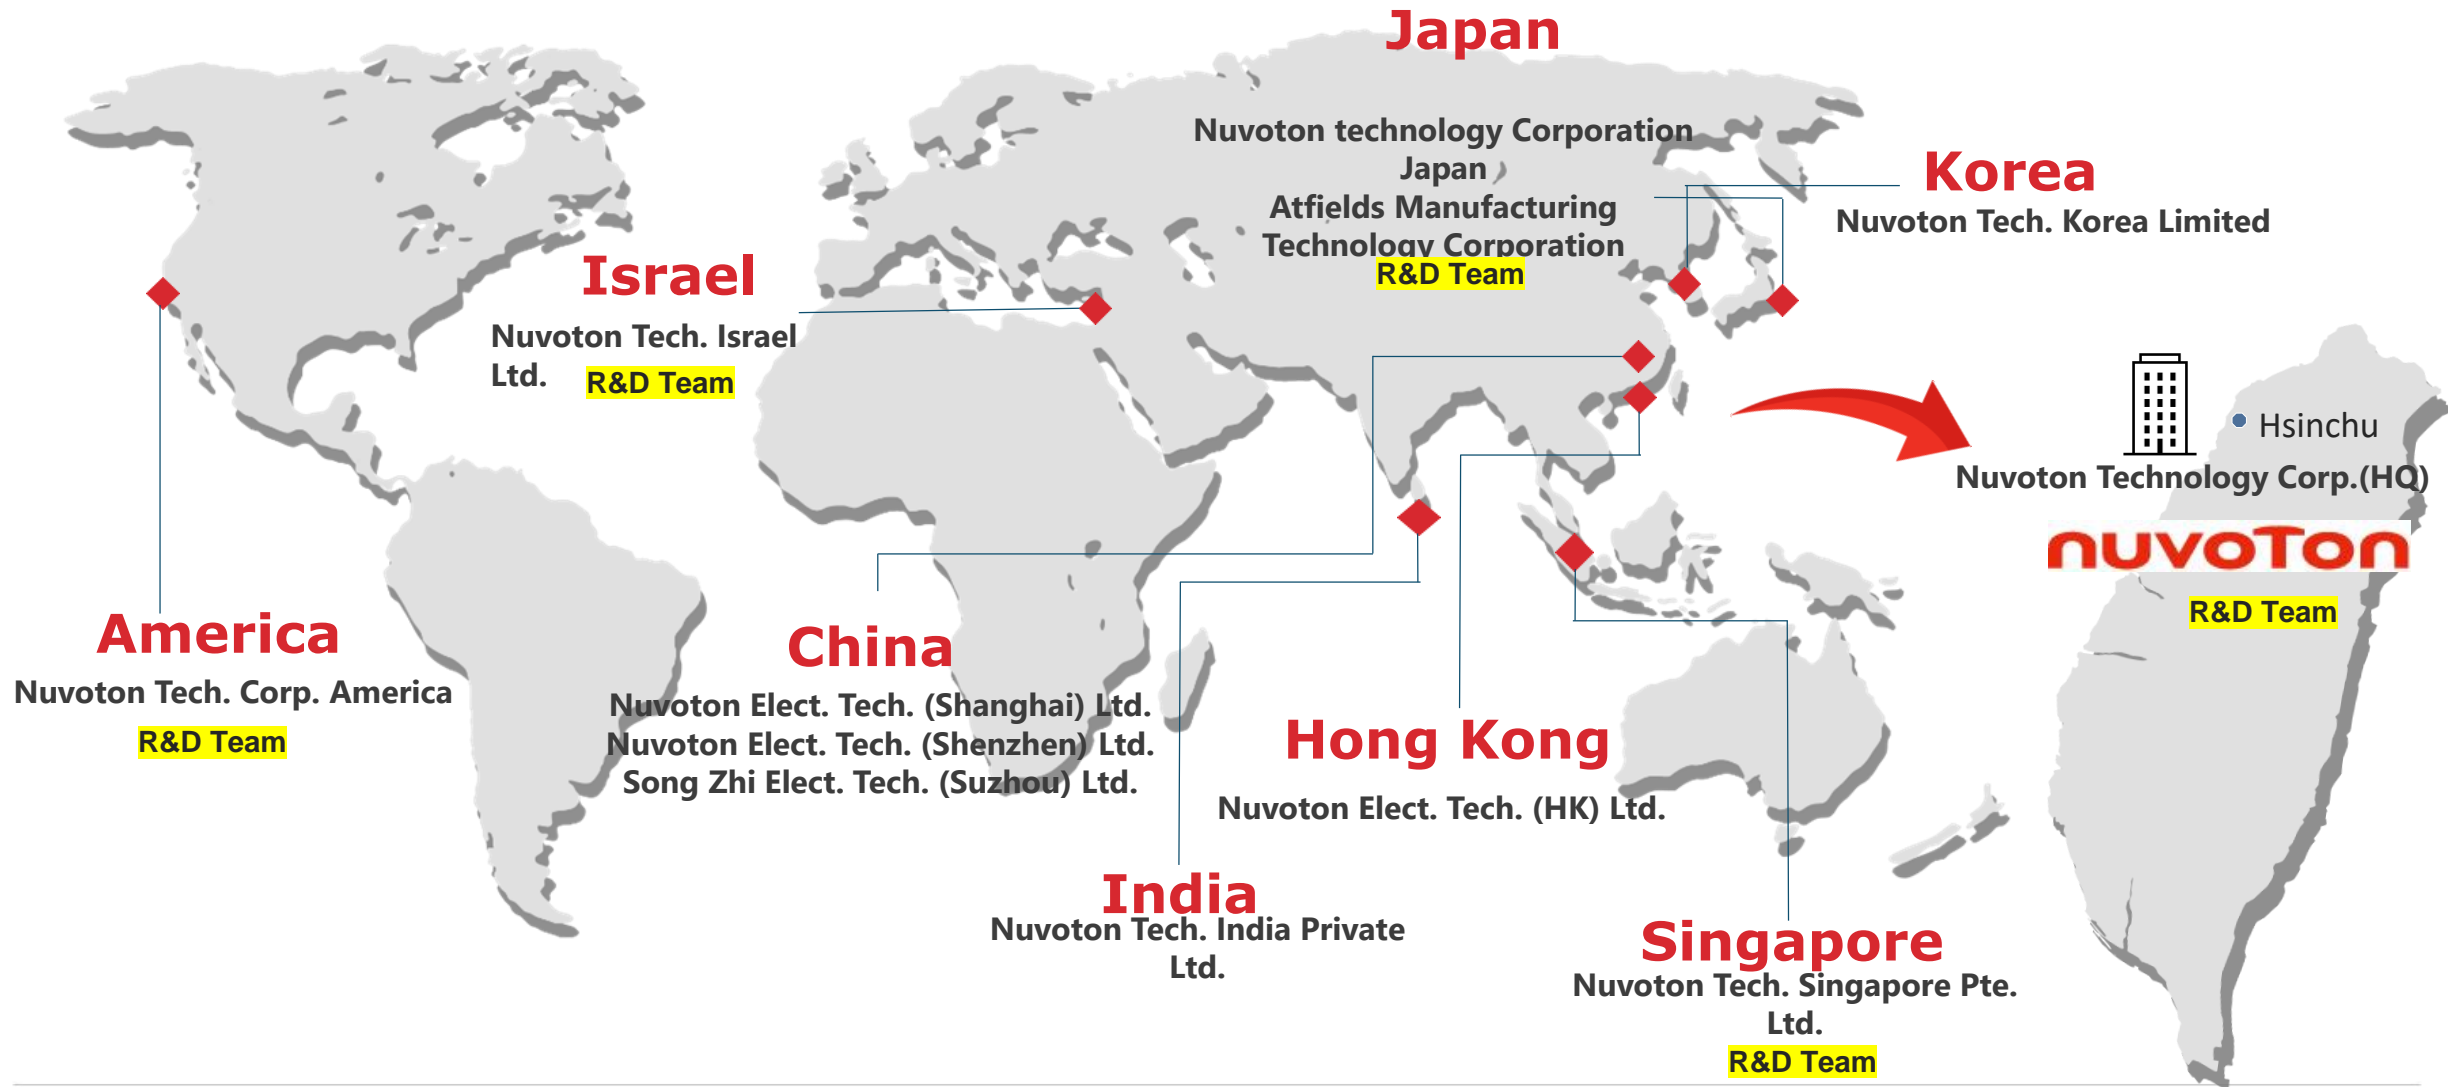 Japan
Nuvoton technology Corporation
Japan
Atfields Manufacturing
Technology Corporation
R&D Team
Korea
Nuvoton Tech. Korea Limited
Israel
Nuvoton Tech. Israel
Ltd.
R&D Team
Hsinchu
Nuvoton Technology Corp.(HQ)
nuvoTon
R&D Team
America
Nuvoton Tech. Corp. America
R&D Team
China
Nuvoton Elect. Tech. (Shanghai) Ltd.
Nuvoton Elect. Tech. (Shenzhen) Ltd.
Song Zhi Elect. Tech. (Suzhou) Ltd.
Hong Kong
Nuvoton Elect. Tech. (HK) Ltd.
India
Nuvoton Tech. India Private
Ltd.
Singapore
Nuvoton Tech. Singapore Pte.
Ltd.
R&D Team